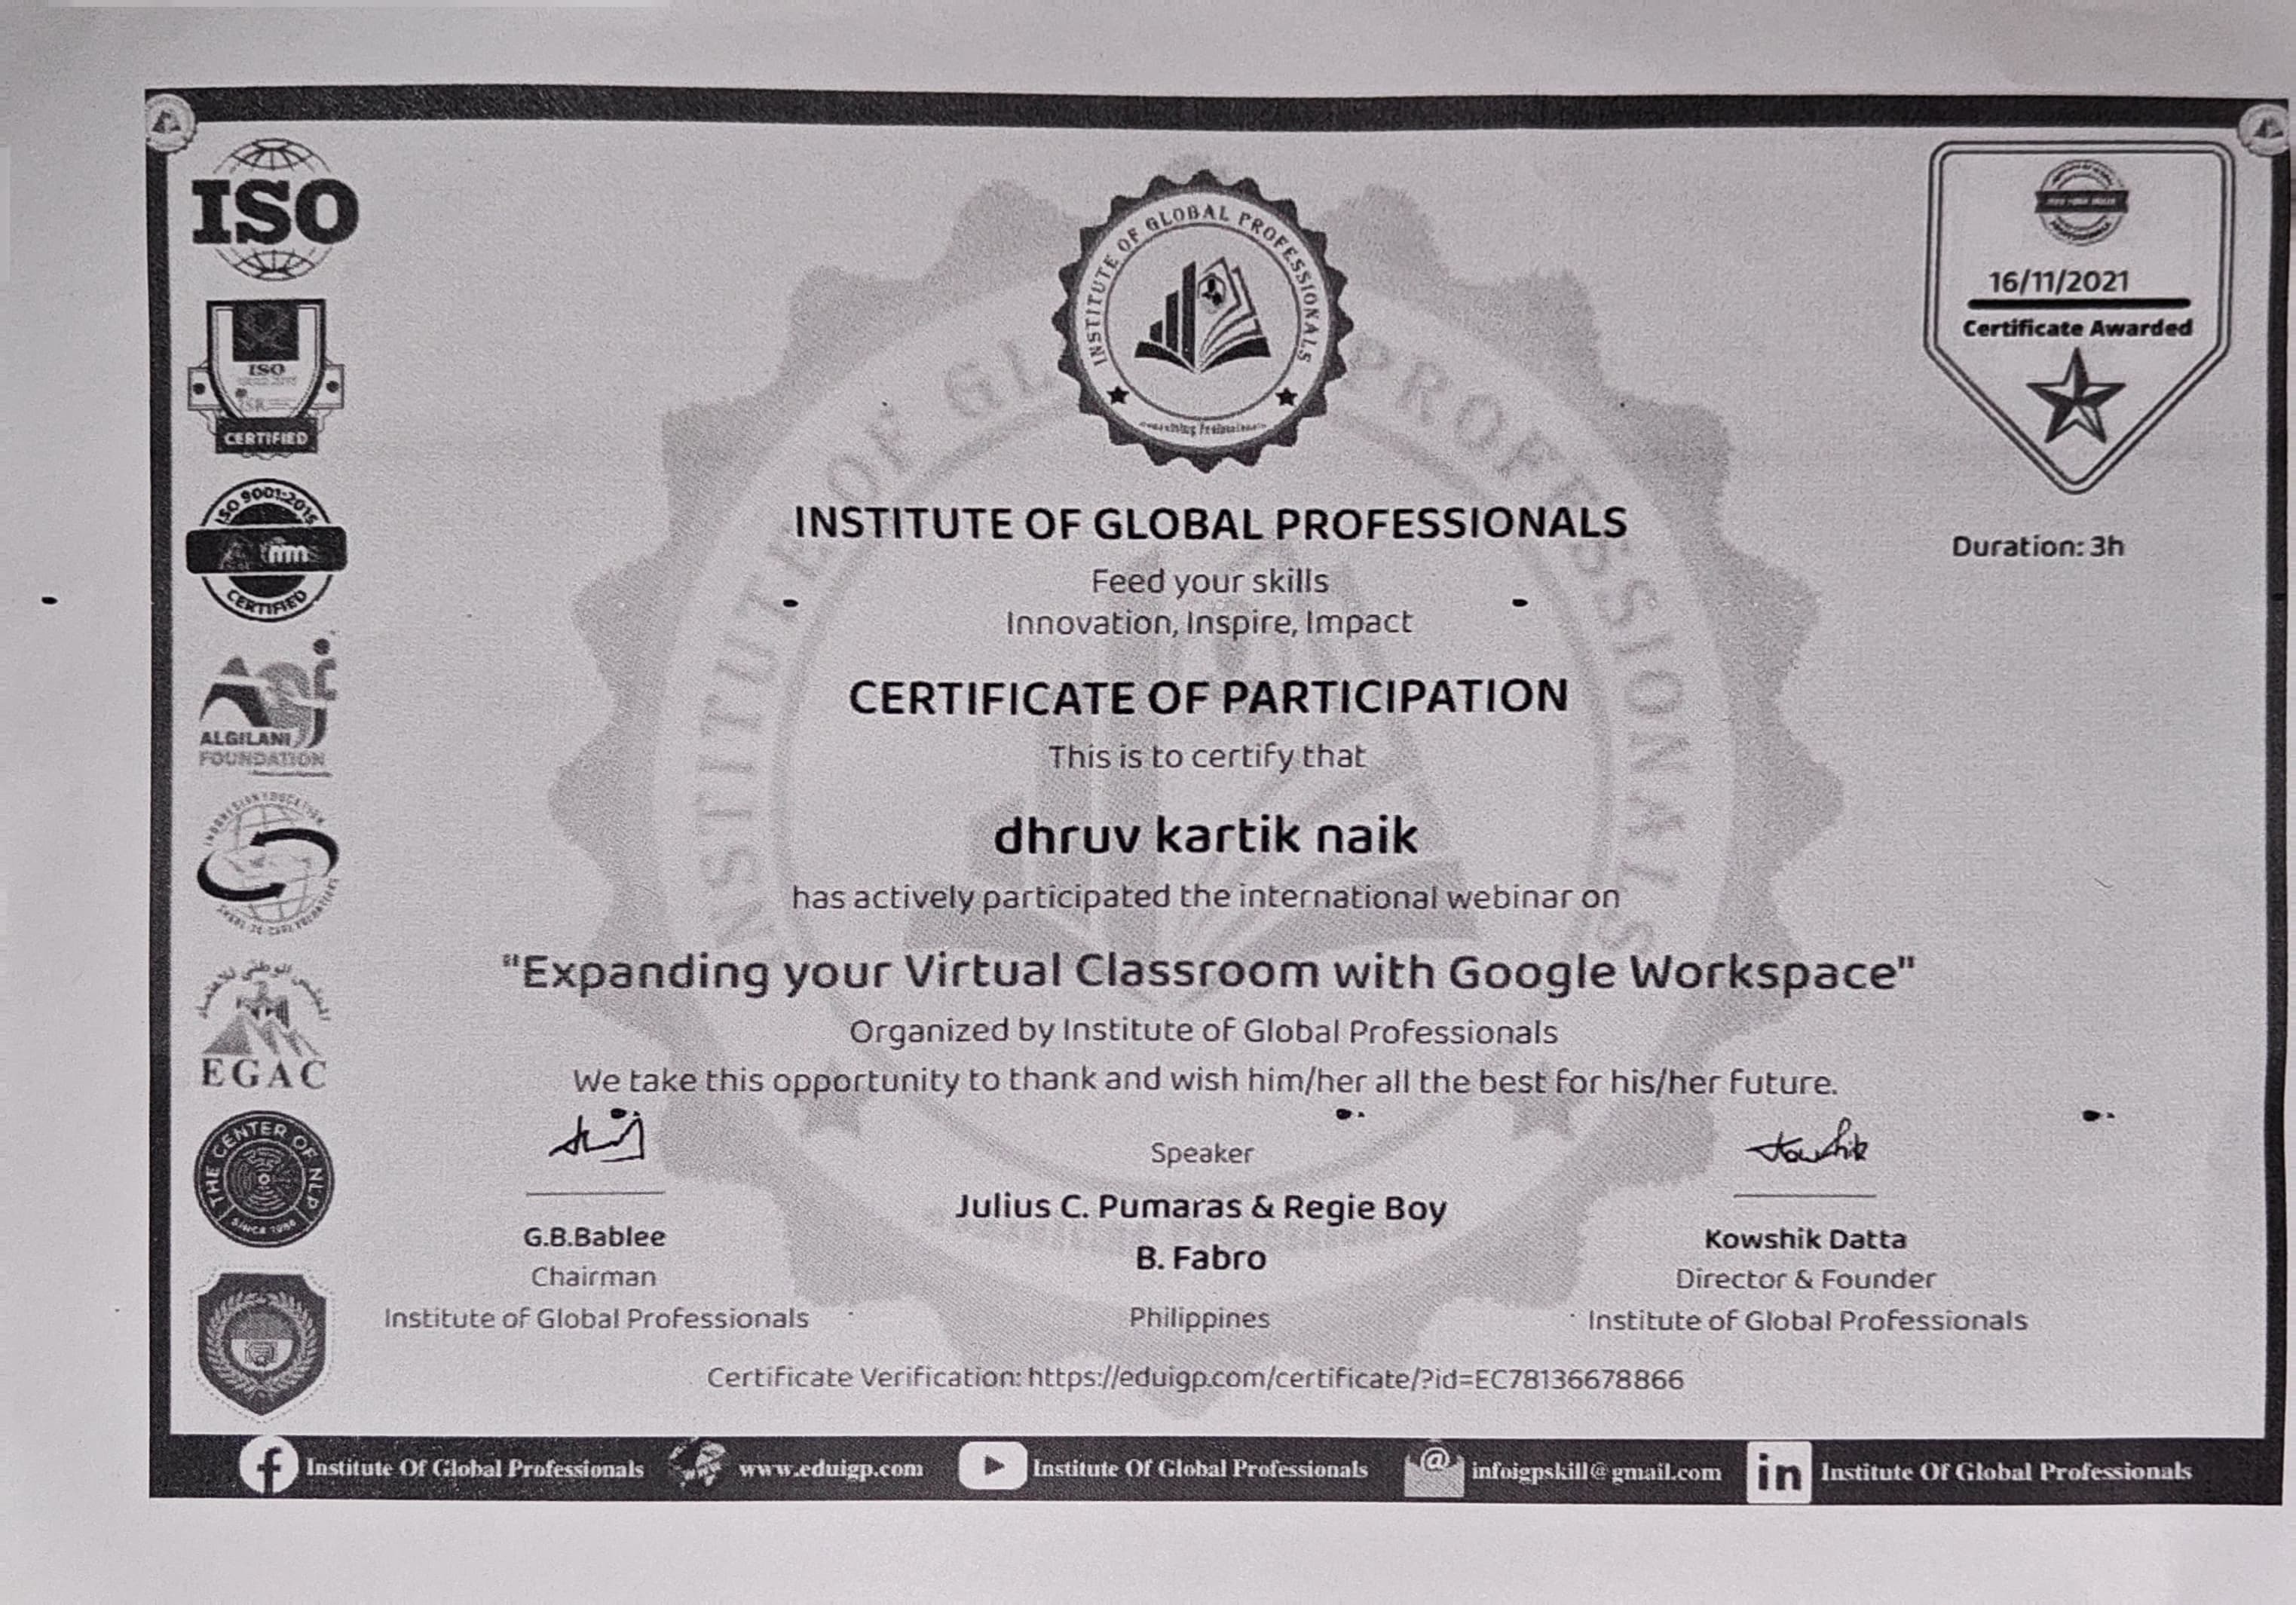 ISO
ISO
CERTIFIED
ISO 9001:2015
CERTIFIED
ALGILANI
FOUNDATION
EGAC
THE CENTER OF NLP
SINCE 1986
INSTITUTE OF GLOBAL PROFESSIONALS
16/11/2021
Certificate Awarded
Duration: 3h
INSTITUTE OF GLOBAL PROFESSIONALS
Feed your skills
Innovation, Inspire, Impact
CERTIFICATE OF PARTICIPATION
This is to certify that
dhruv kartik naik
has actively participated the international webinar on
"Expanding your Virtual Classroom with Google Workspace"
Organized by Institute of Global Professionals
We take this opportunity to thank and wish him/her all the best for his/her future.
G.B.Bablee
Chairman
Institute of Global Professionals
Speaker
Julius C. Pumaras & Regie Boy
B. Fabro
Philippines
Kowshik Datta
Director & Founder
Institute of Global Professionals
Certificate Verification: https://eduigp.com/certificate/?id=EC78136678866
Institute Of Global Professionals
www.eduigp.com
Institute Of Global Professionals
infoigpskill@gmail.com
in Institute Of Global Professionals